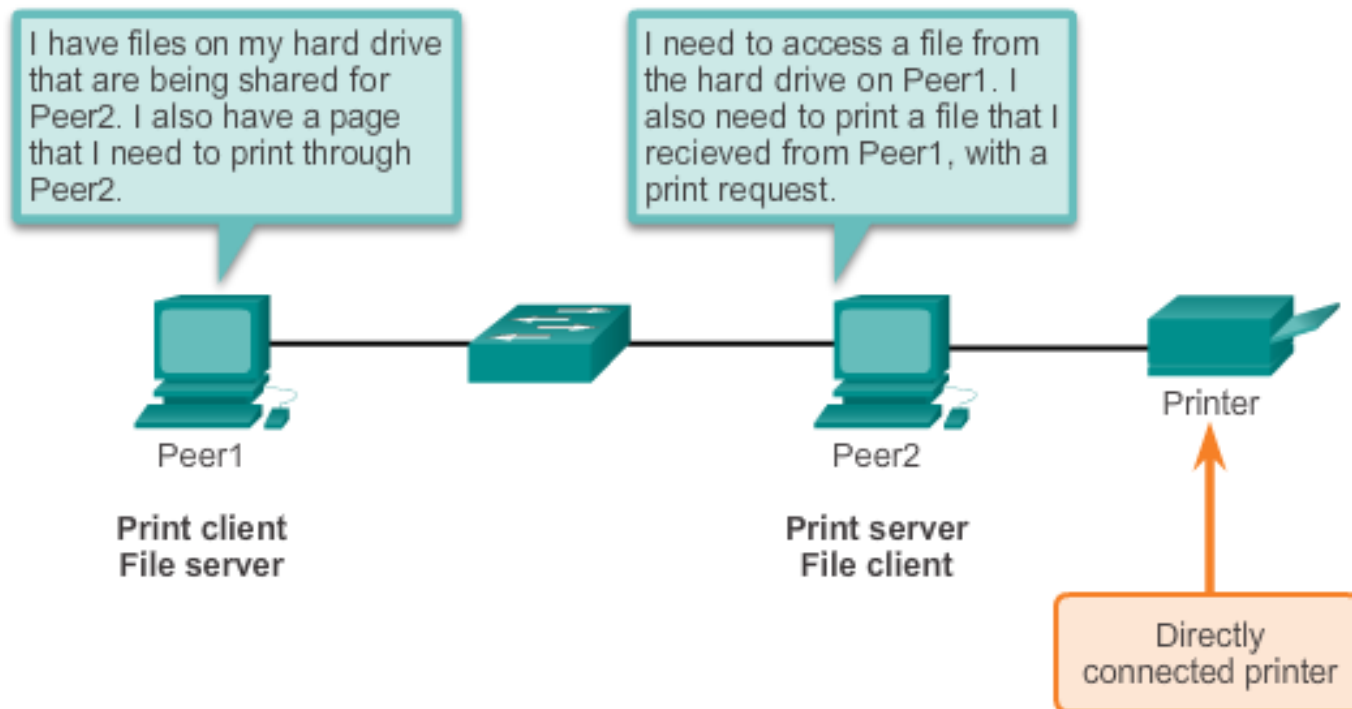 I have files on my hard drive
that are being shared for
Peer2. I also have a page
that I need to print through
Peer2.
I need to access a file from
the hard drive on Peer1. I
also need to print a file that I
recieved from Peer1, with a
print request.
Peer1
Peer2
Printer
Print client
File server
Print server
File client
Directly
connected printer